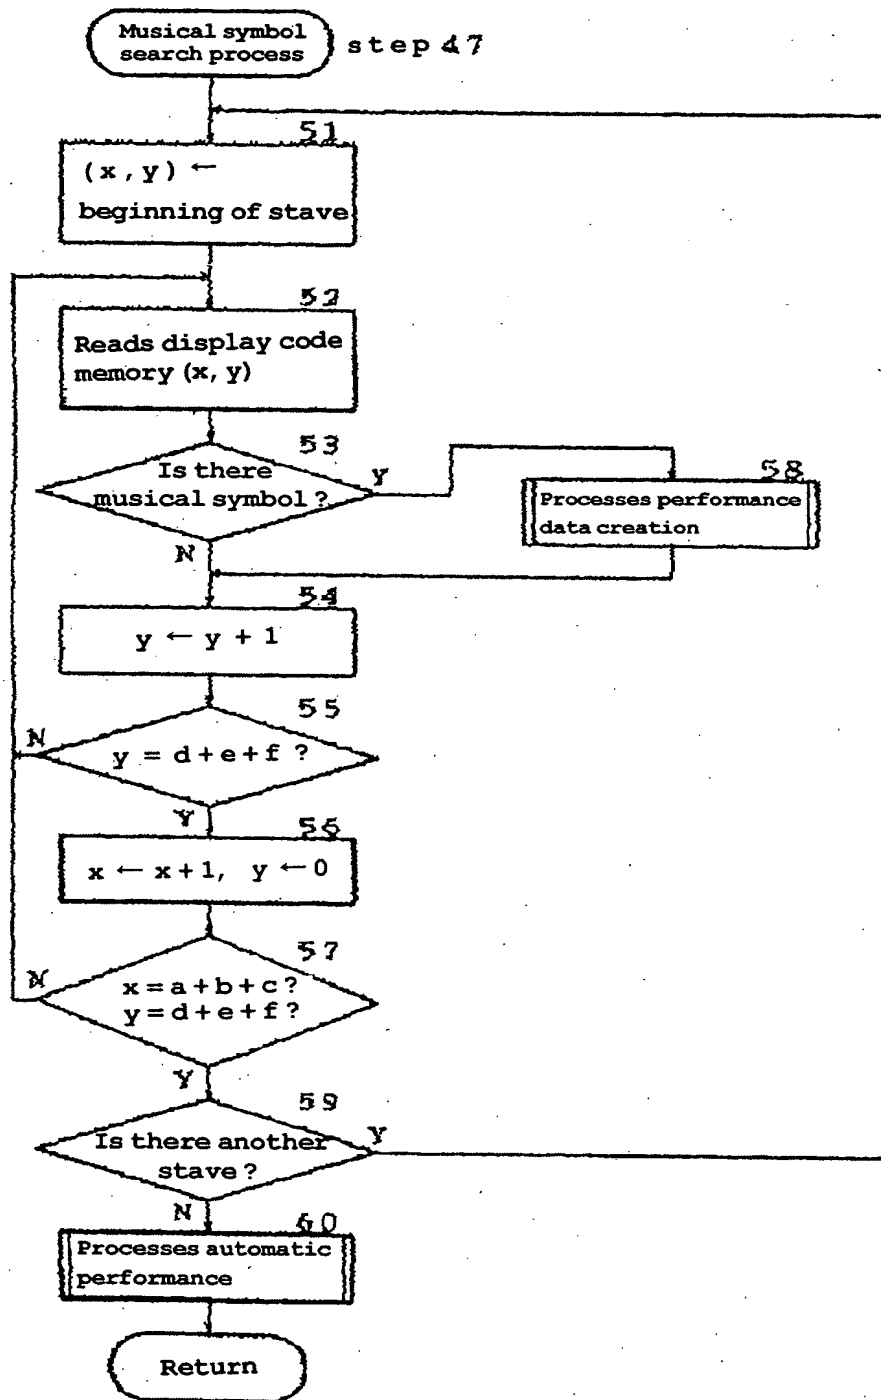 Musical symbol
search process
step 47
51
(x, y) ←
beginning of stave
52
Reads display code
memory (x, y)
53
Is there
musical symbol ?
Y
N
58
Processes performance
data creation
54
y ← y + 1
55
y = d + e + f ?
N
Y
56
x ← x + 1, y ← 0
57
x = a + b + c ?
y = d + e + f ?
N
Y
59
Is there another
stave ?
Y
N
60
Processes automatic
performance
Return